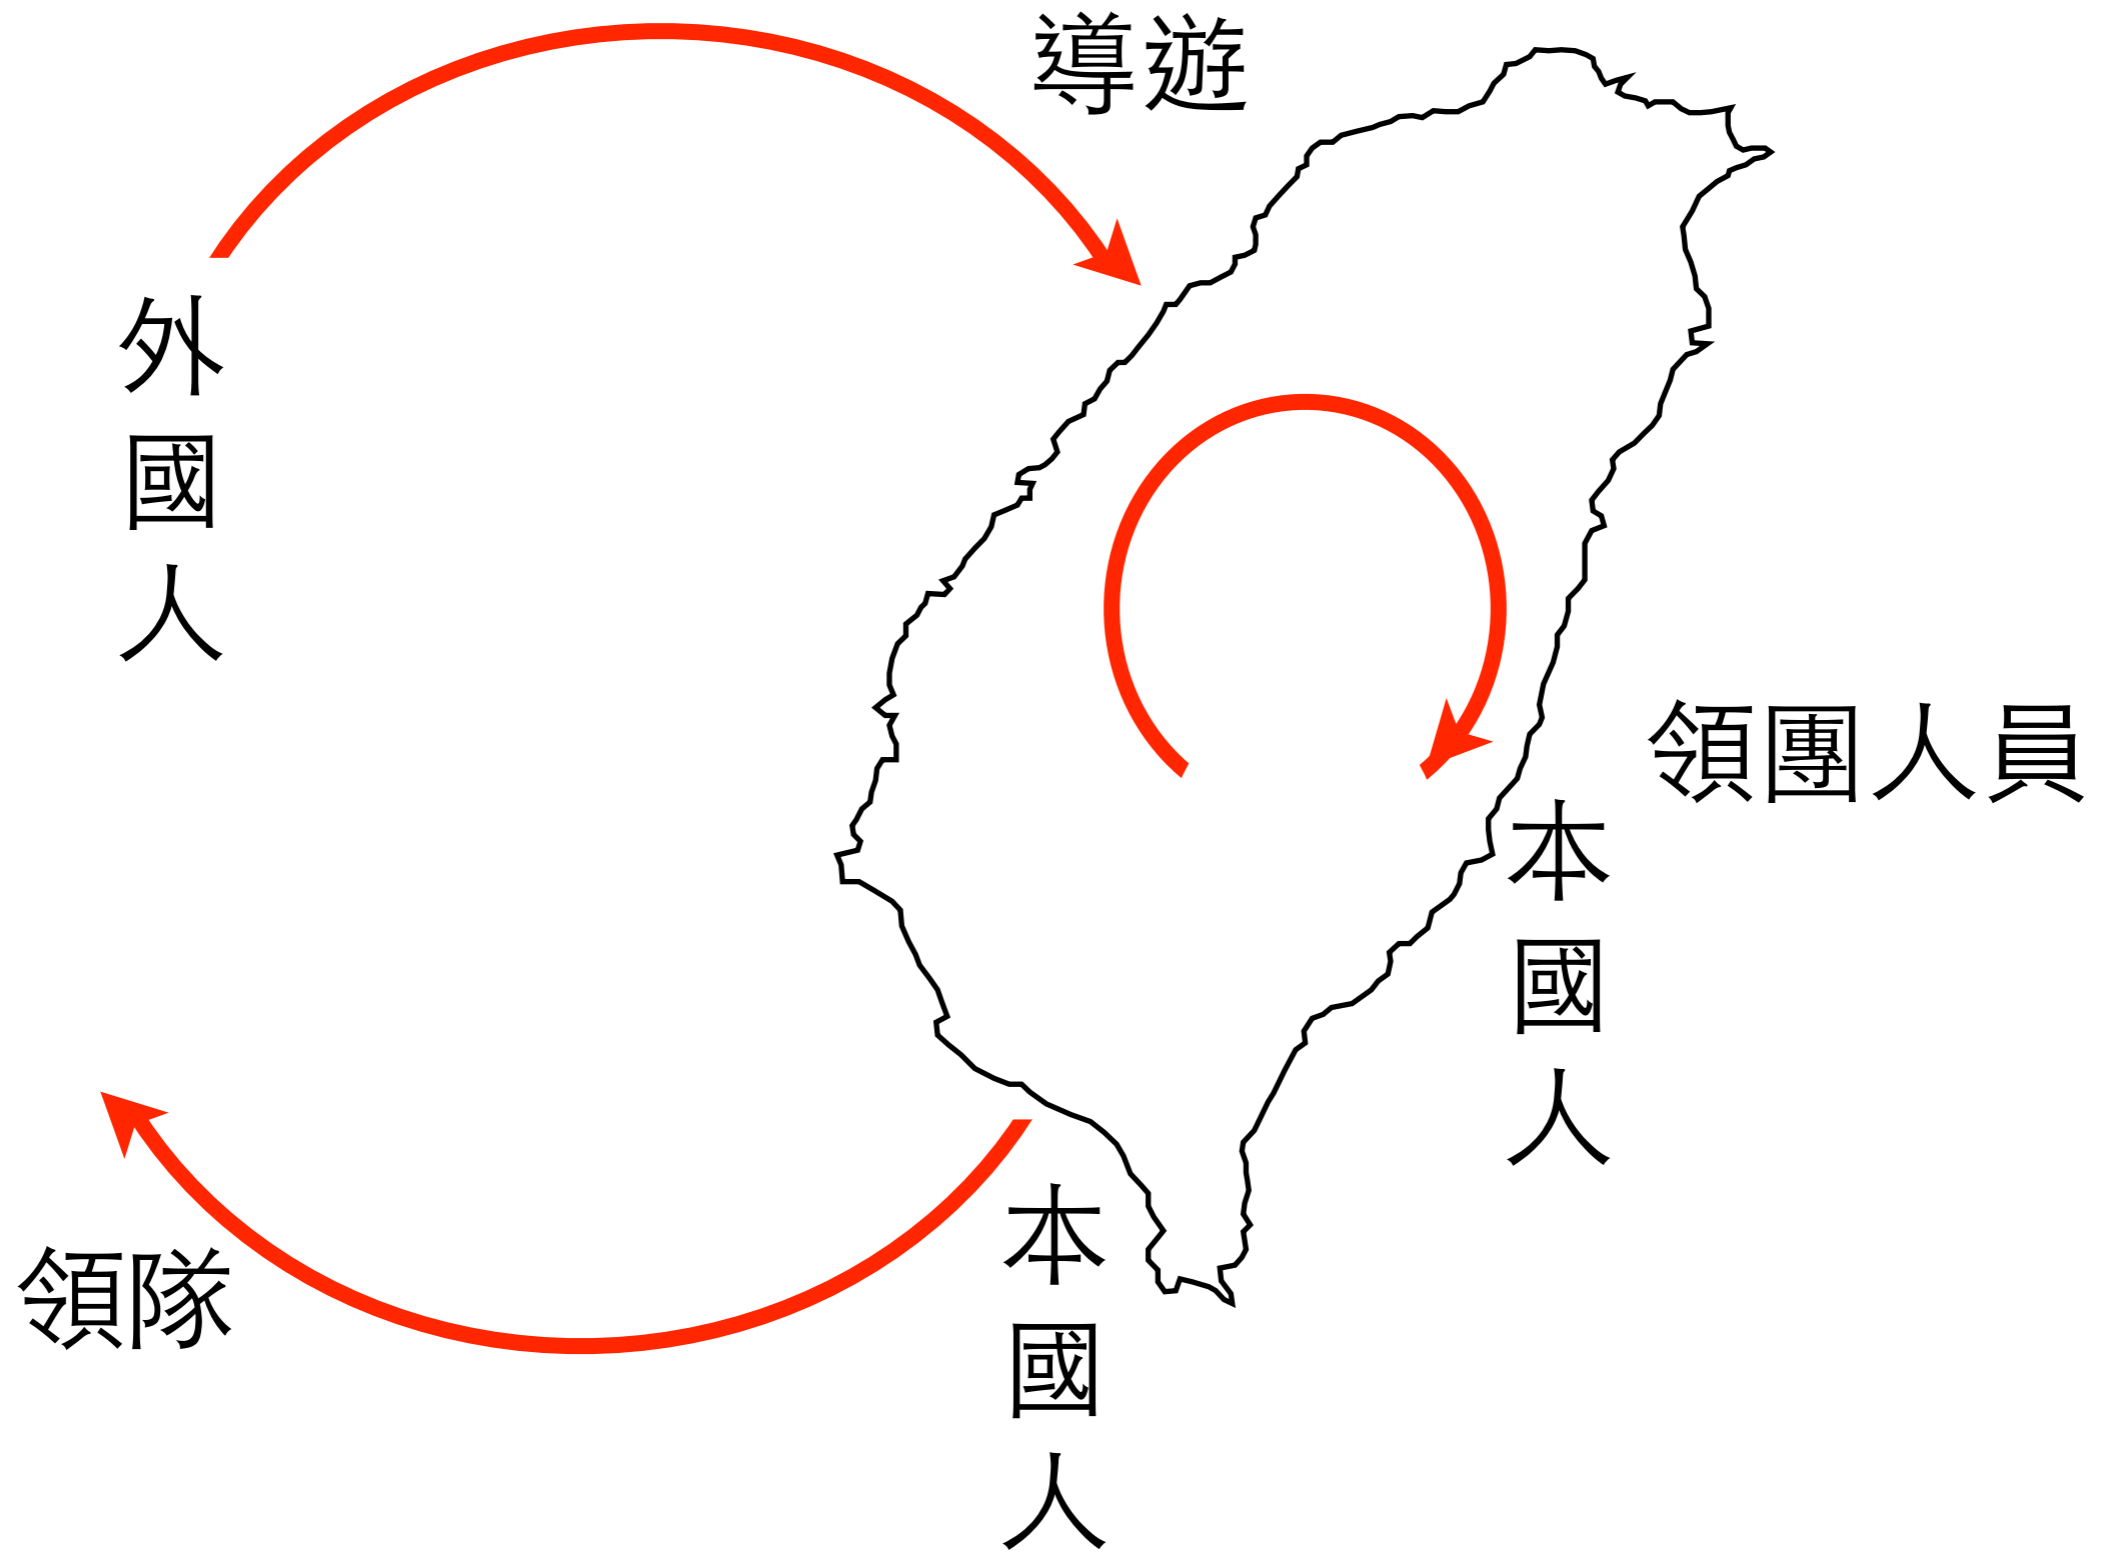 導遊
外國人
領團人員
本國人
領隊
本國人